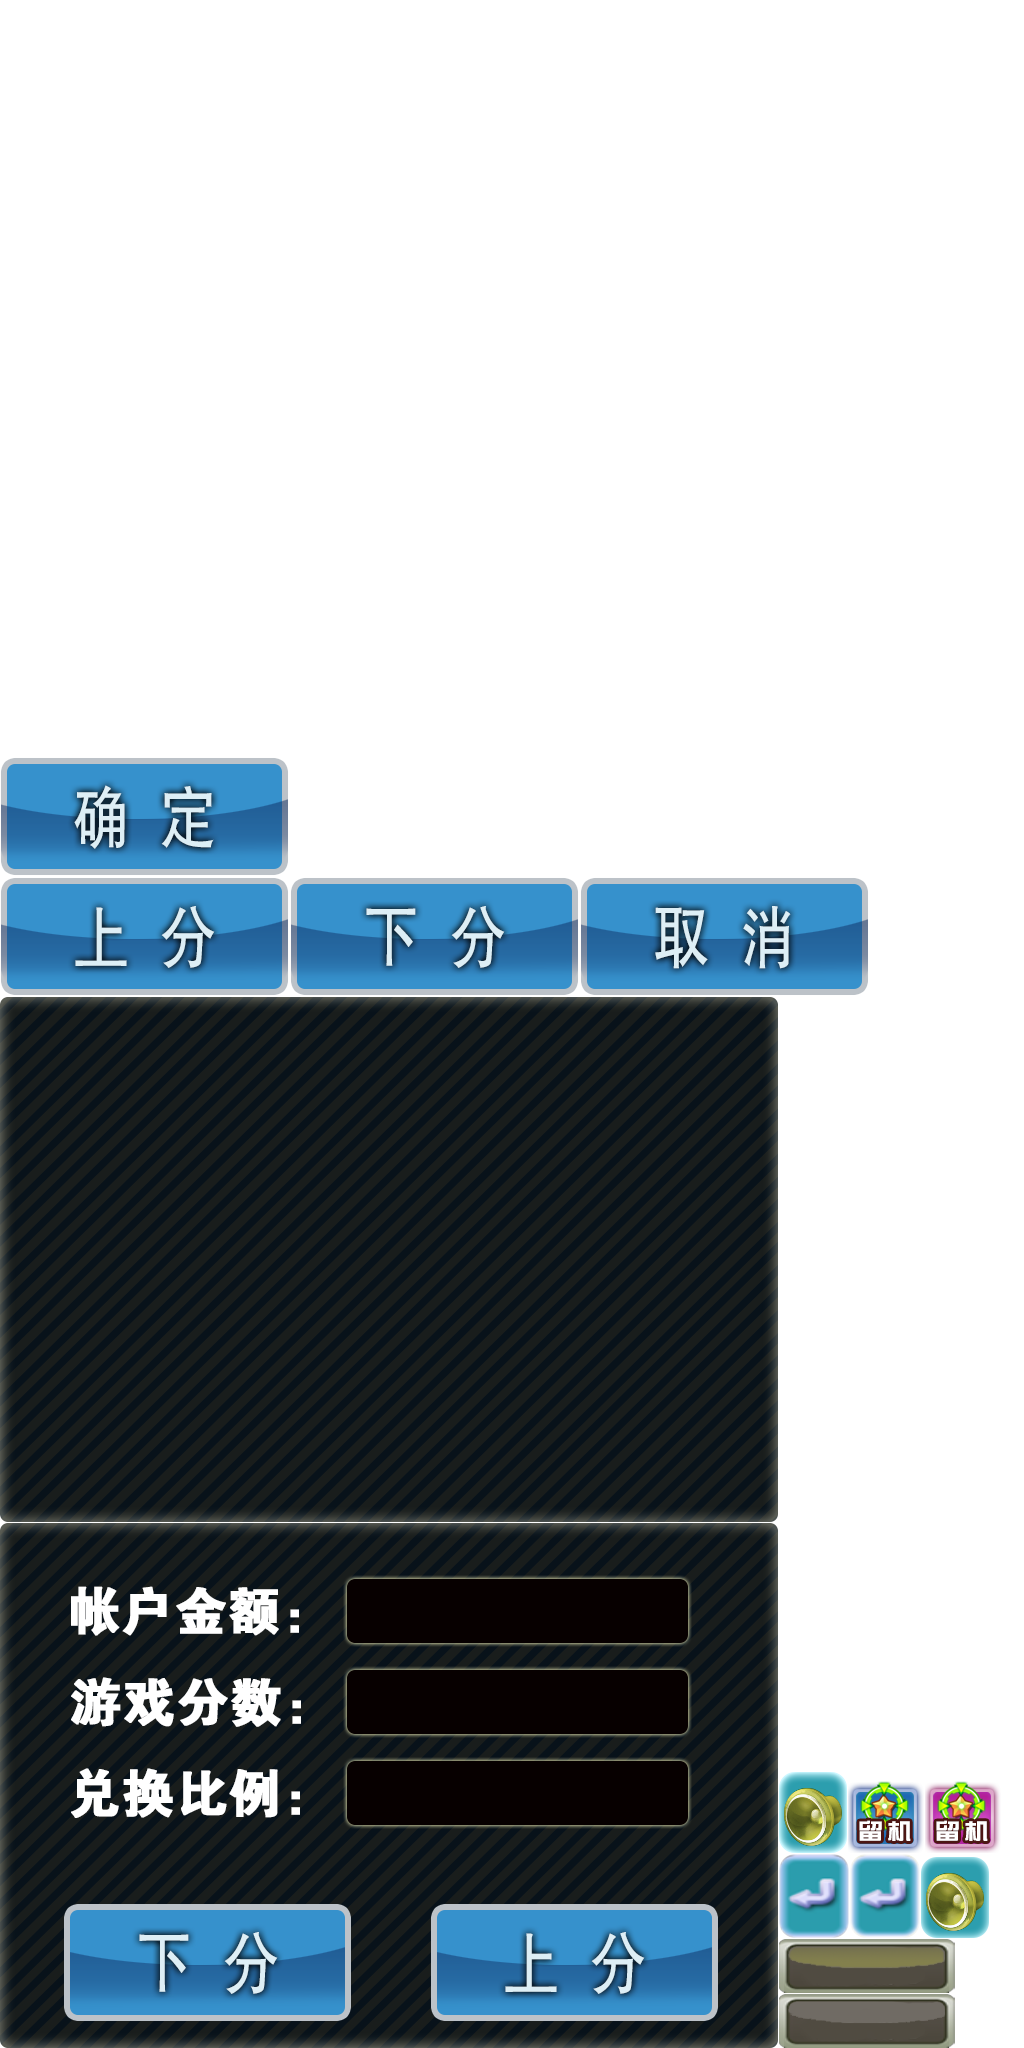 确 定
上 分
下 分
取 消
帐户金额:
游戏分数:
兑换比例:
留机
留机
下 分
上 分